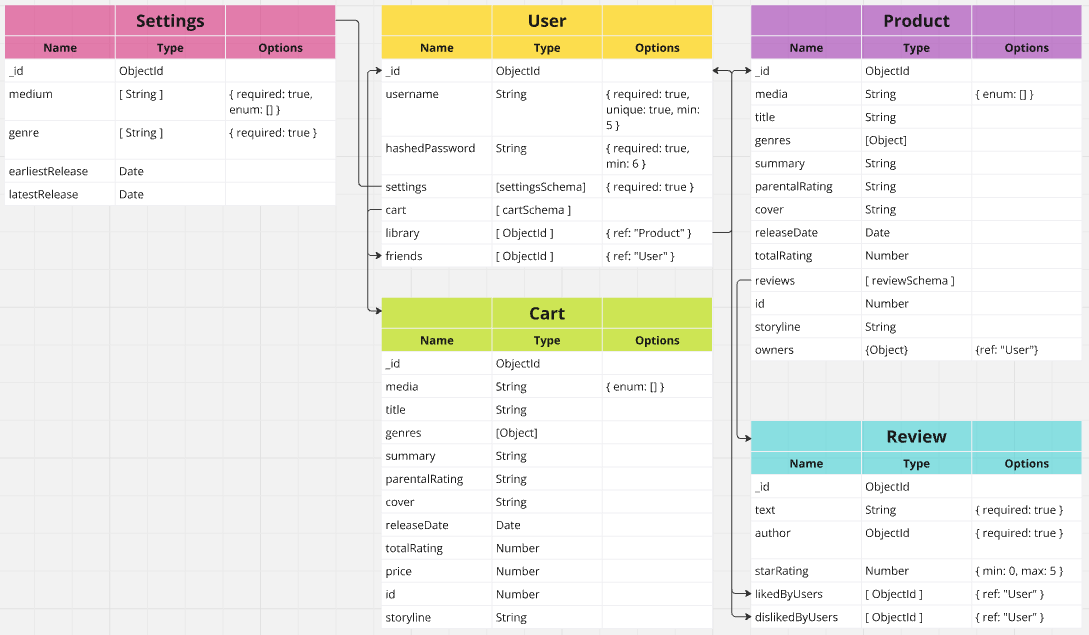 Settings
Name Type Options
_id ObjectId
medium [ String ] { required: true,
enum: [] }
genre [ String ] { required: true }
earliestRelease Date
latestRelease Date
User
Name Type Options
_id ObjectId
username String { required: true,
unique: true, min:
5 }
hashedPassword String { required: true,
min: 6 }
settings [settingsSchema] { required: true }
cart [ cartSchema ]
library [ ObjectId ] { ref: "Product" }
friends [ ObjectId ] { ref: "User" }
Cart
Name Type Options
_id ObjectId
media String { enum: [] }
title String
genres [Object]
summary String
parentalRating String
cover String
releaseDate Date
totalRating Number
price Number
id Number
storyline String
Product
Name Type Options
_id ObjectId
media String { enum: [] }
title String
genres [Object]
summary String
parentalRating String
cover String
releaseDate Date
totalRating Number
reviews [ reviewSchema ]
id Number
storyline String
owners {Object} {ref: "User"}
Review
Name Type Options
_id ObjectId
text String { required: true }
author ObjectId { required: true }
starRating Number { min: 0, max: 5 }
likedByUsers [ ObjectId ] { ref: "User" }
dislikedByUsers [ ObjectId ] { ref: "User" }